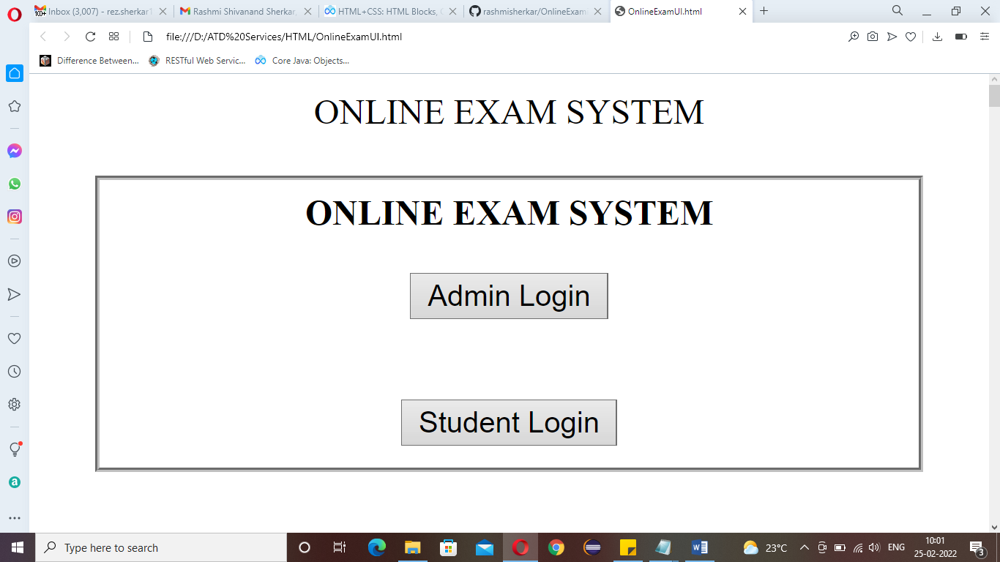 Inbox (3,007) - rez.sherkar1
Rashmi Shivanand Sherkar
HTML+CSS: HTML Blocks,
rashmisherkar/OnlineExam
OnlineExamUI.html
100+
file:///D:/ATD%20Services/HTML/OnlineExamUI.html
Difference Between...
RESTful Web Servic...
Core Java: Objects...
ONLINE EXAM SYSTEM
ONLINE EXAM SYSTEM
Admin Login
Student Login
Type here to search
23°C
ENG
10:01
25-02-2022
3